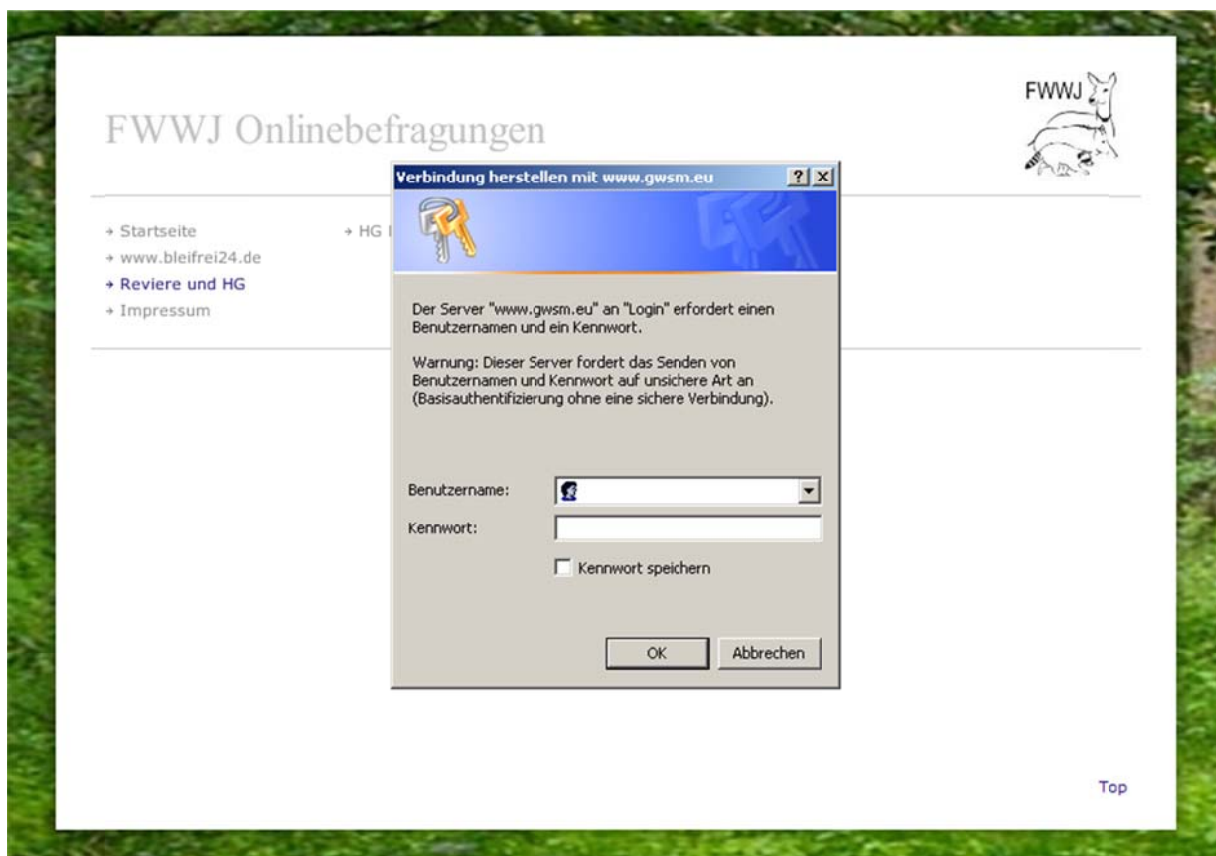 FWWJ
FWWJ Onlinebefragungen
Verbindung herstellen mit www.gwsm.eu
→ Startseite
→ HG
→ www.bleifrei24.de
→ Reviere und HG
→ Impressum
Der Server "www.gwsm.eu" an "Login" erfordert einen
Benutzernamen und ein Kennwort.
Warnung: Dieser Server fordert das Senden von
Benutzernamen und Kennwort auf unsichere Art an
(Basisauthentifizierung ohne eine sichere Verbindung).
Benutzername:
Kennwort:
Kennwort speichern
OK
Abbrechen
Top